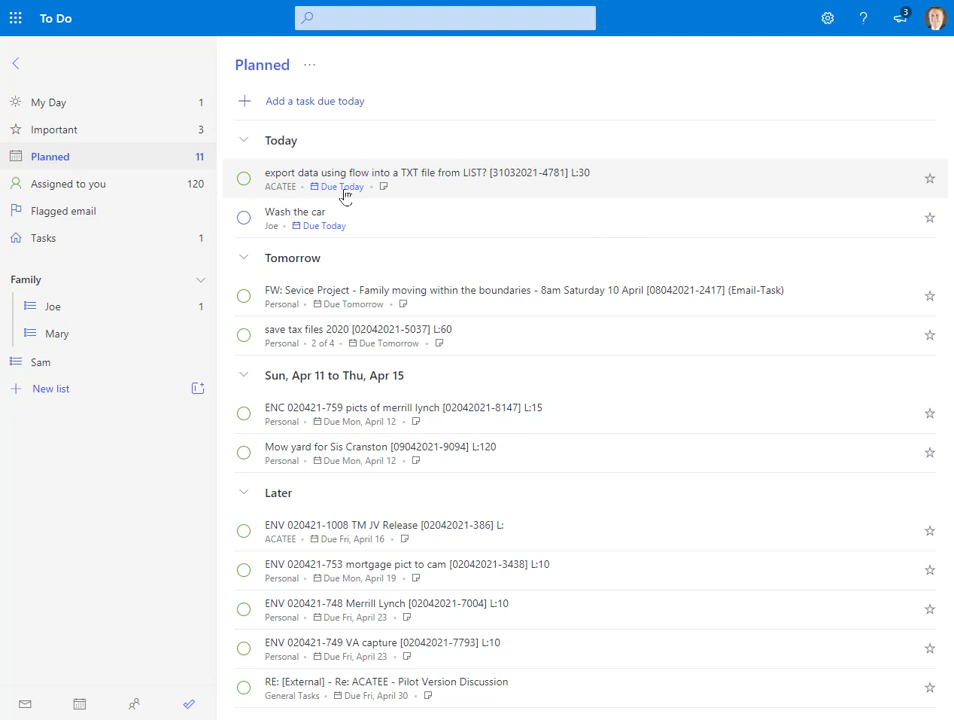 To Do
3
Planned ...
My Day 1
Important 3
Planned 11
Assigned to you 120
Flagged email
Tasks 1
Family
Joe 1
Mary
Sam
New list
Add a task due today
Today
export data using flow into a TXT file from LIST? [31032021-4781] L:30
ACATEE • Due Today •
Wash the car
Joe • Due Today
Tomorrow
FW: Sevice Project - Family moving within the boundaries - 8am Saturday 10 April [08042021-2417] (Email-Task)
Personal • Due Tomorrow •
save tax files 2020 [02042021-5037] L:60
Personal • 2 of 4 • Due Tomorrow •
Sun, Apr 11 to Thu, Apr 15
ENC 020421-759 picts of merrill lynch [02042021-8147] L:15
Personal • Due Mon, April 12 •
Mow yard for Sis Cranston [09042021-9094] L:120
Personal • Due Mon, April 12 •
Later
ENV 020421-1008 TM JV Release [02042021-386] L:
ACATEE • Due Fri, April 16 •
ENV 020421-753 mortgage pict to cam [02042021-3438] L:10
Personal • Due Mon, April 19 •
ENV 020421-748 Merrill Lynch [02042021-7004] L:10
Personal • Due Fri, April 23 •
ENV 020421-749 VA capture [02042021-7793] L:10
Personal • Due Fri, April 23 •
RE: [External] - Re: ACATEE - Pilot Version Discussion
General Tasks • Due Fri, April 30 •